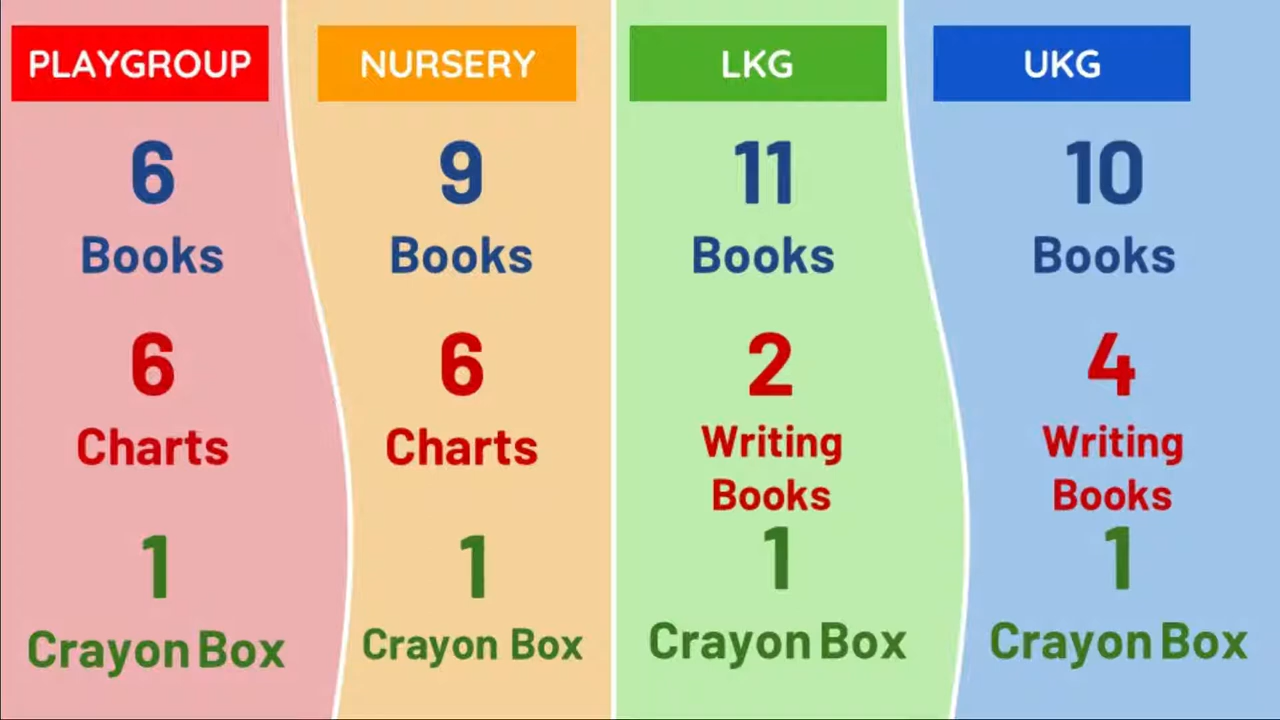 PLAYGROUP
6
Books
6
Charts
1
Crayon Box
NURSERY
9
Books
6
Charts
1
Crayon Box
LKG
11
Books
2
Writing
Books
1
Crayon Box
UKG
10
Books
4
Writing
Books
1
Crayon Box